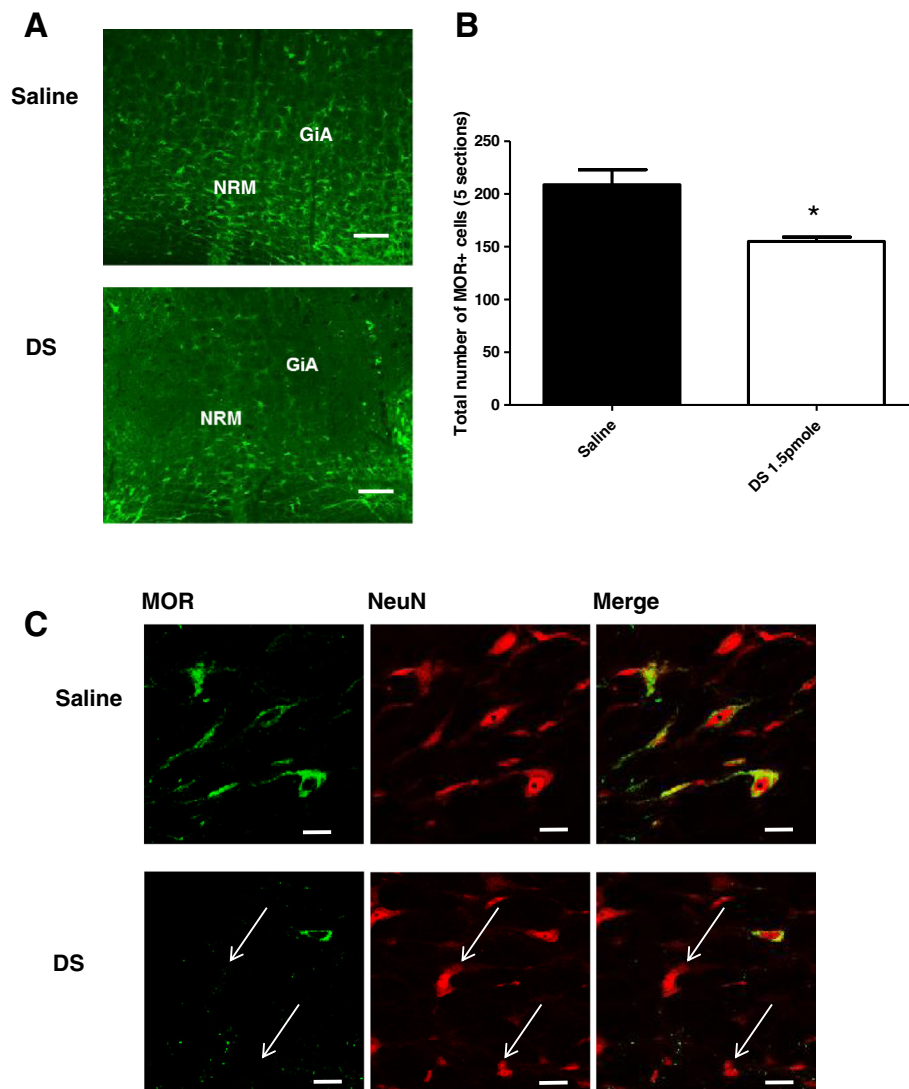 A
Saline
GiA
NRM
DS
GiA
NRM
B
Total number of MOR+ cells (5 sections)
250
200
150
100
50
0
*
Saline
DS 1.5pmole
C
MOR NeuN Merge
Saline
DS